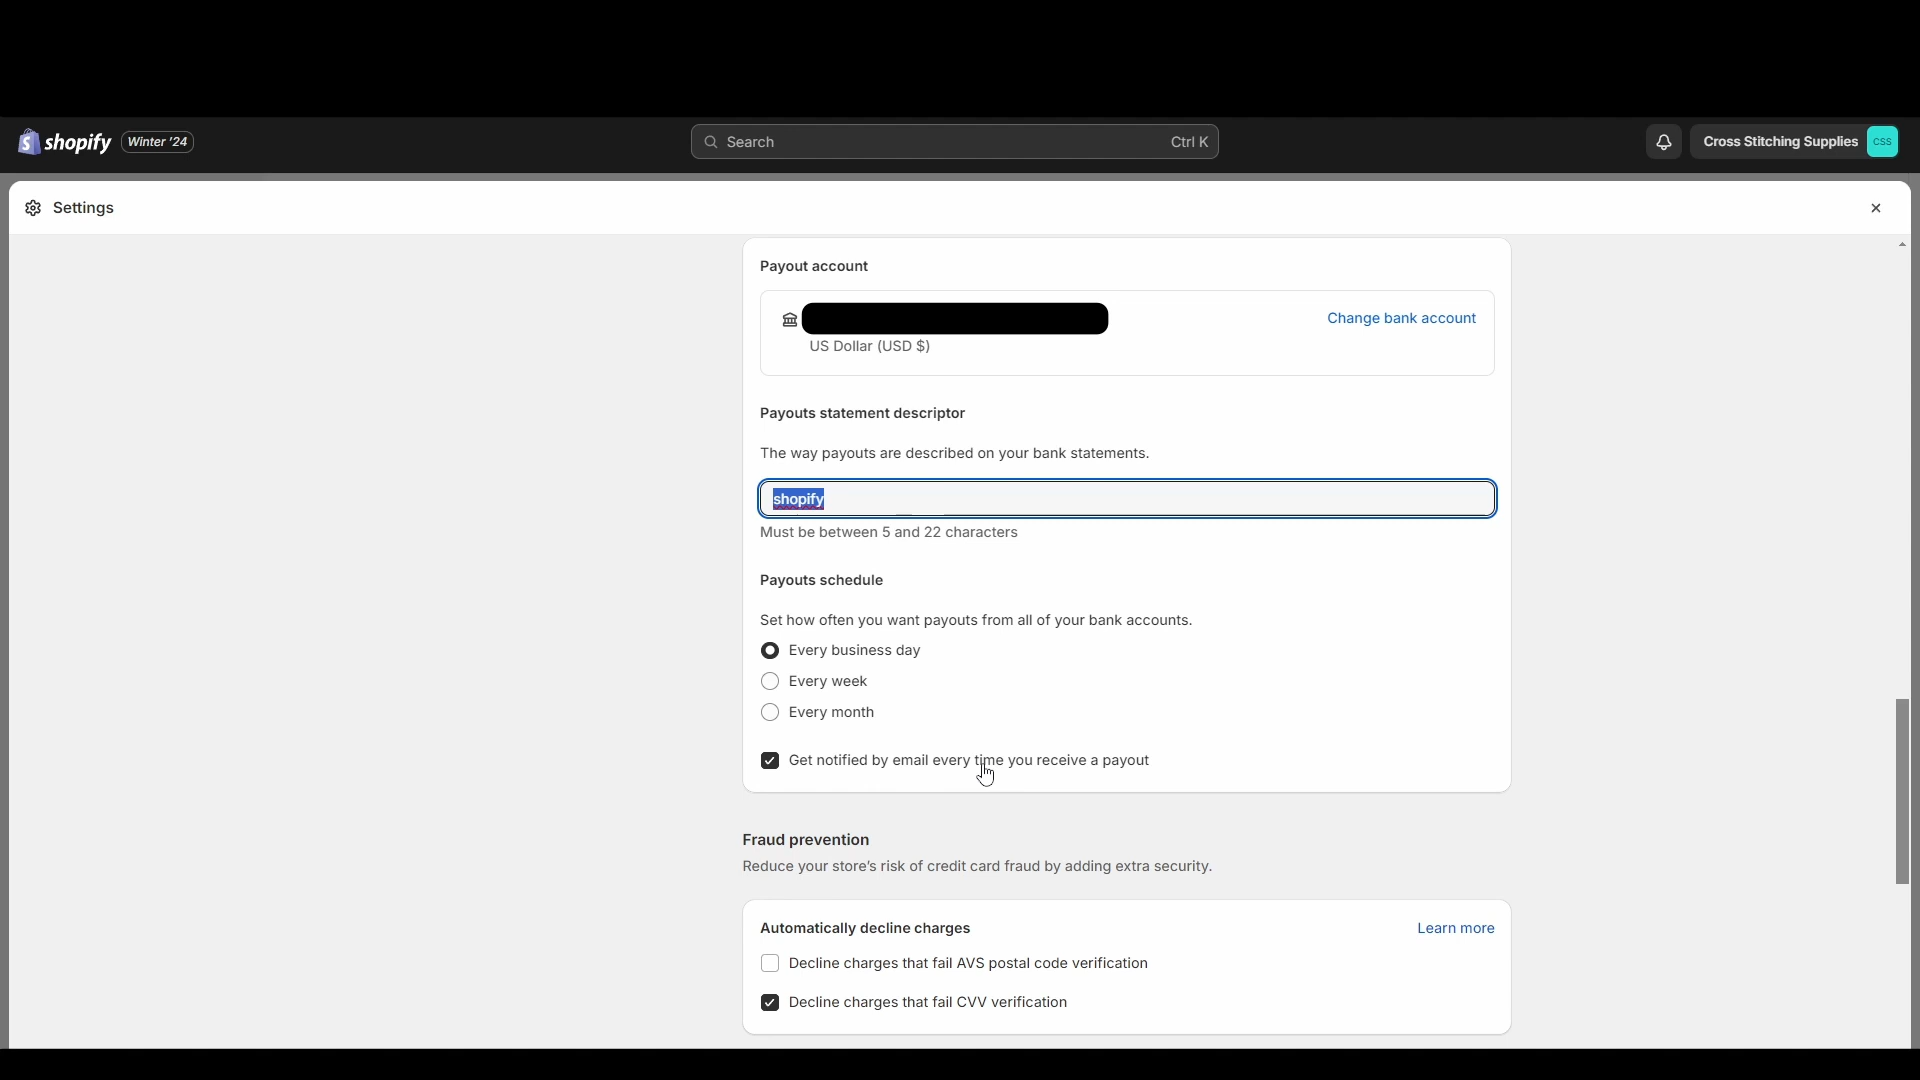 shopify Winter '24
Search Ctrl K
Cross Stitching Supplies CSS
Settings
Payout account
Change bank account
US Dollar (USD $)
Payouts statement descriptor
The way payouts are described on your bank statements.
shopify
Must be between 5 and 22 characters
Payouts schedule
Set how often you want payouts from all of your bank accounts.
Every business day
Every week
Every month
Get notified by email every time you receive a payout
Fraud prevention
Reduce your store's risk of credit card fraud by adding extra security.
Automatically decline charges
Learn more
Decline charges that fail AVS postal code verification
Decline charges that fail CVV verification